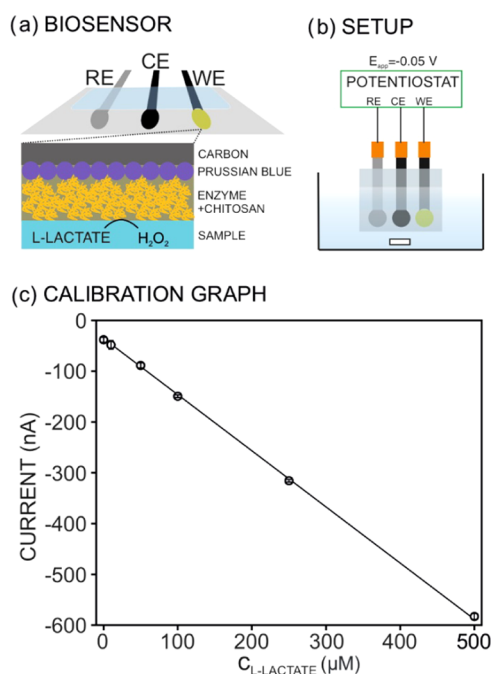 (a) BIOSENSOR
RE CE WE
CARBON
PRUSSIAN BLUE
ENZYME
+CHITOSAN
L-LACTATE H₂O₂ SAMPLE
(b) SETUP
E_app=-0.05 V
POTENTIOSTAT
RE CE WE
(c) CALIBRATION GRAPH
CURRENT (nA)
0
-100
-200
-300
-400
-500
-600
0 100 200 300 400 500
C_L-LACTATE (µM)